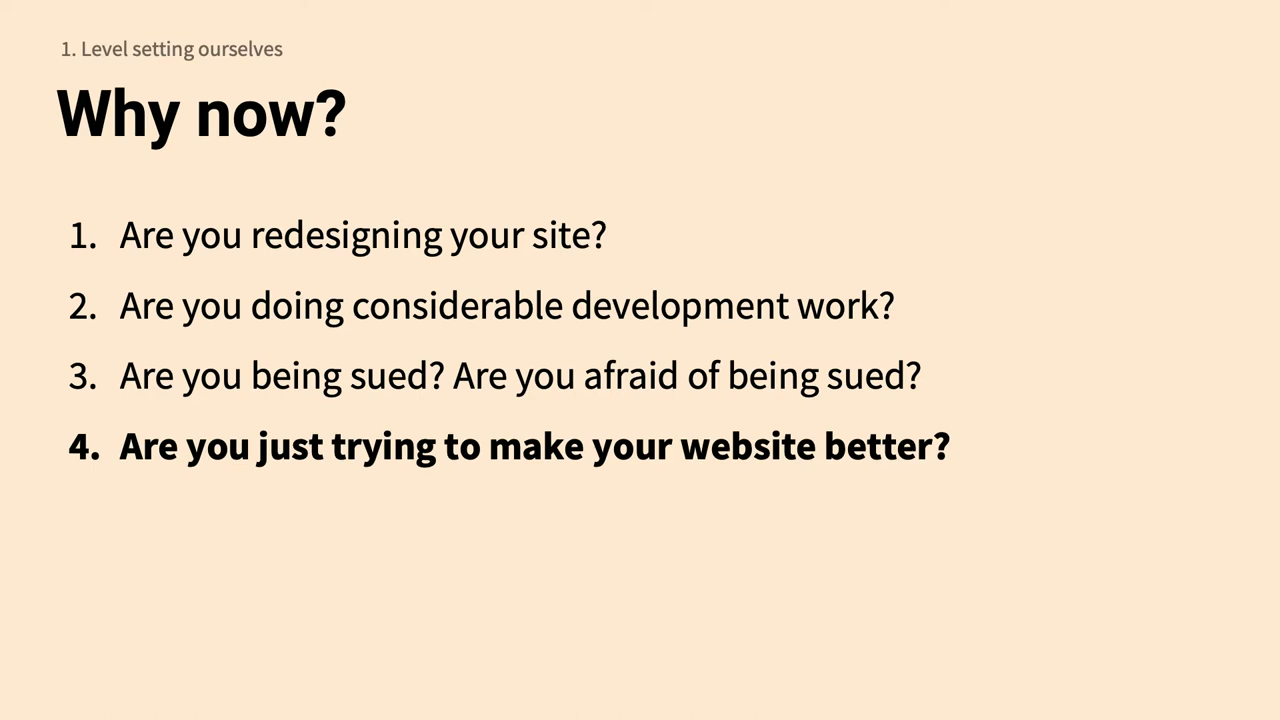 1. Level setting ourselves
Why now?
1. Are you redesigning your site?
2. Are you doing considerable development work?
3. Are you being sued? Are you afraid of being sued?
4. Are you just trying to make your website better?